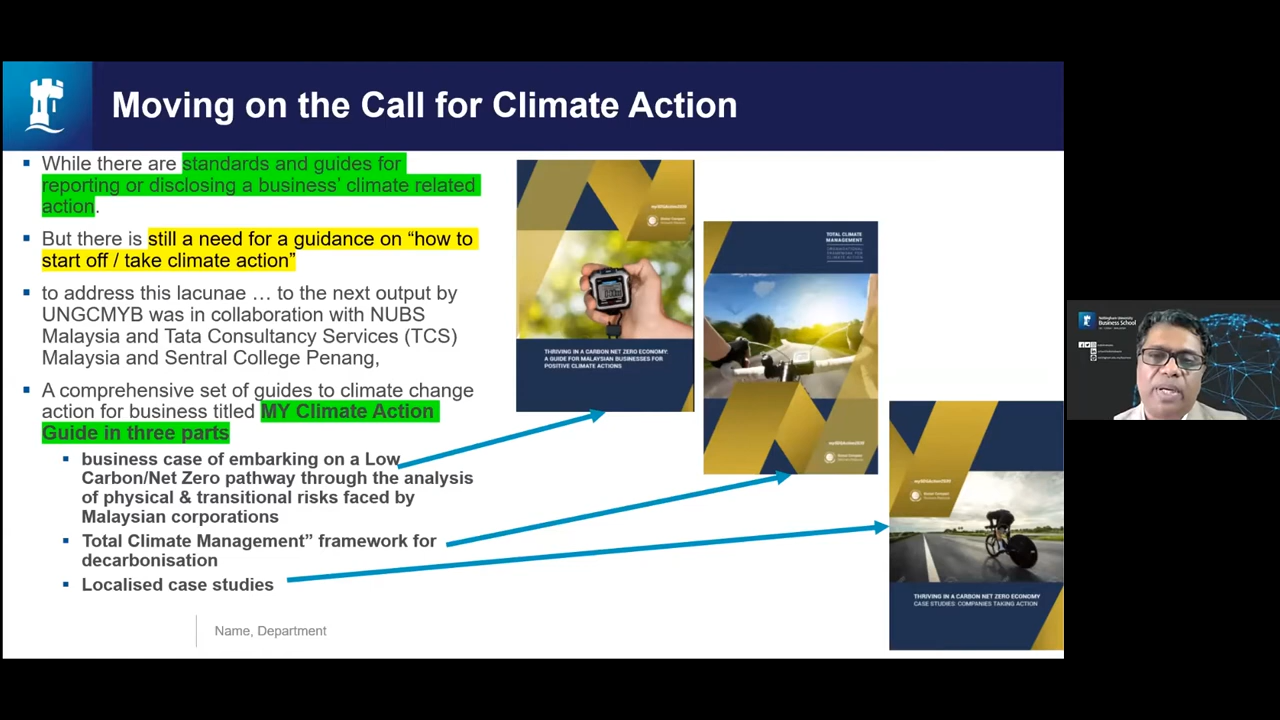 Moving on the Call for Climate Action
While there are standards and guides for
reporting or disclosing a business’ climate related
action.
But there is still a need for a guidance on “how to
start off / take climate action”
to address this lacunae … to the next output by
UNGCMYB was in collaboration with NUBS
Malaysia and Tata Consultancy Services (TCS)
Malaysia and Sentral College Penang,
A comprehensive set of guides to climate change
action for business titled MY Climate Action
Guide in three parts
business case of embarking on a Low
Carbon/Net Zero pathway through the analysis
of physical & transitional risks faced by
Malaysian corporations
Total Climate Management” framework for
decarbonisation
Localised case studies
Name, Department
THRIVING IN A CARBON NET ZERO ECONOMY:
A GUIDE FOR MALAYSIAN BUSINESSES FOR
POSITIVE CLIMATE ACTIONS
TOTAL CLIMATE
MANAGEMENT
THRIVING IN A CARBON NET ZERO ECONOMY
CASE STUDIES: COMPANIES TAKING ACTION
Nottingham University
Business School